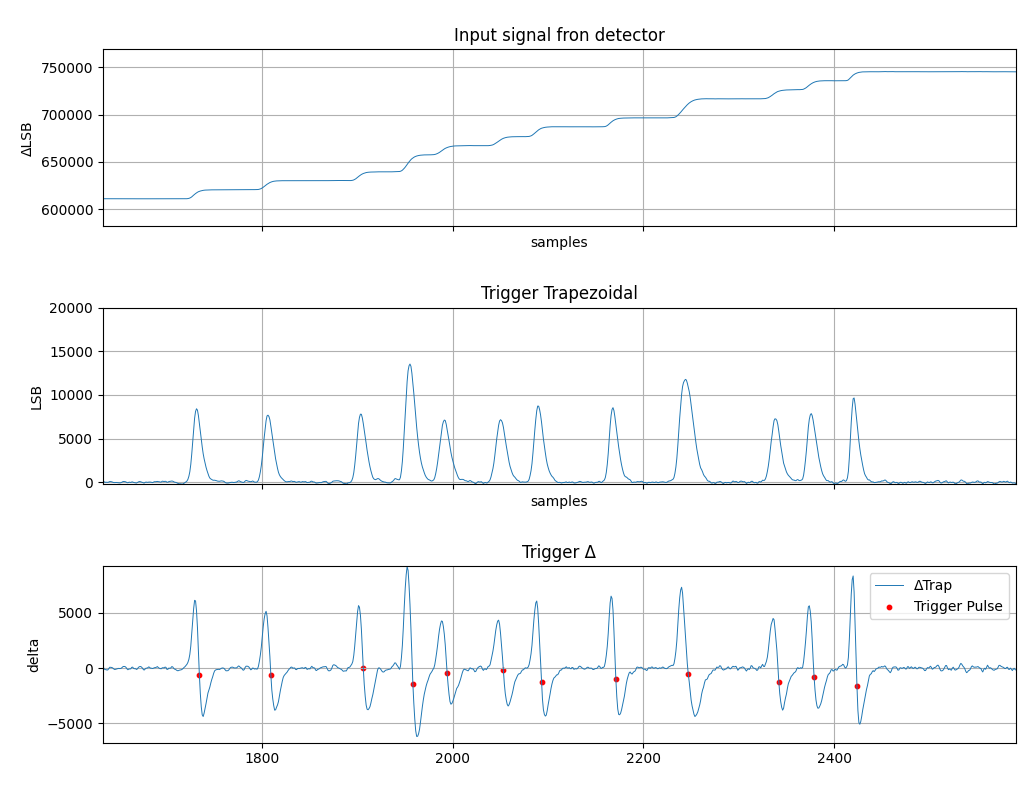 Input signal fron detector
750000
700000
650000
600000
ΔLSB
samples
Trigger Trapezoidal
20000
15000
10000
5000
0
LSB
samples
Trigger Δ
ΔTrap
Trigger Pulse
5000
0
−5000
delta
1800 2000 2200 2400